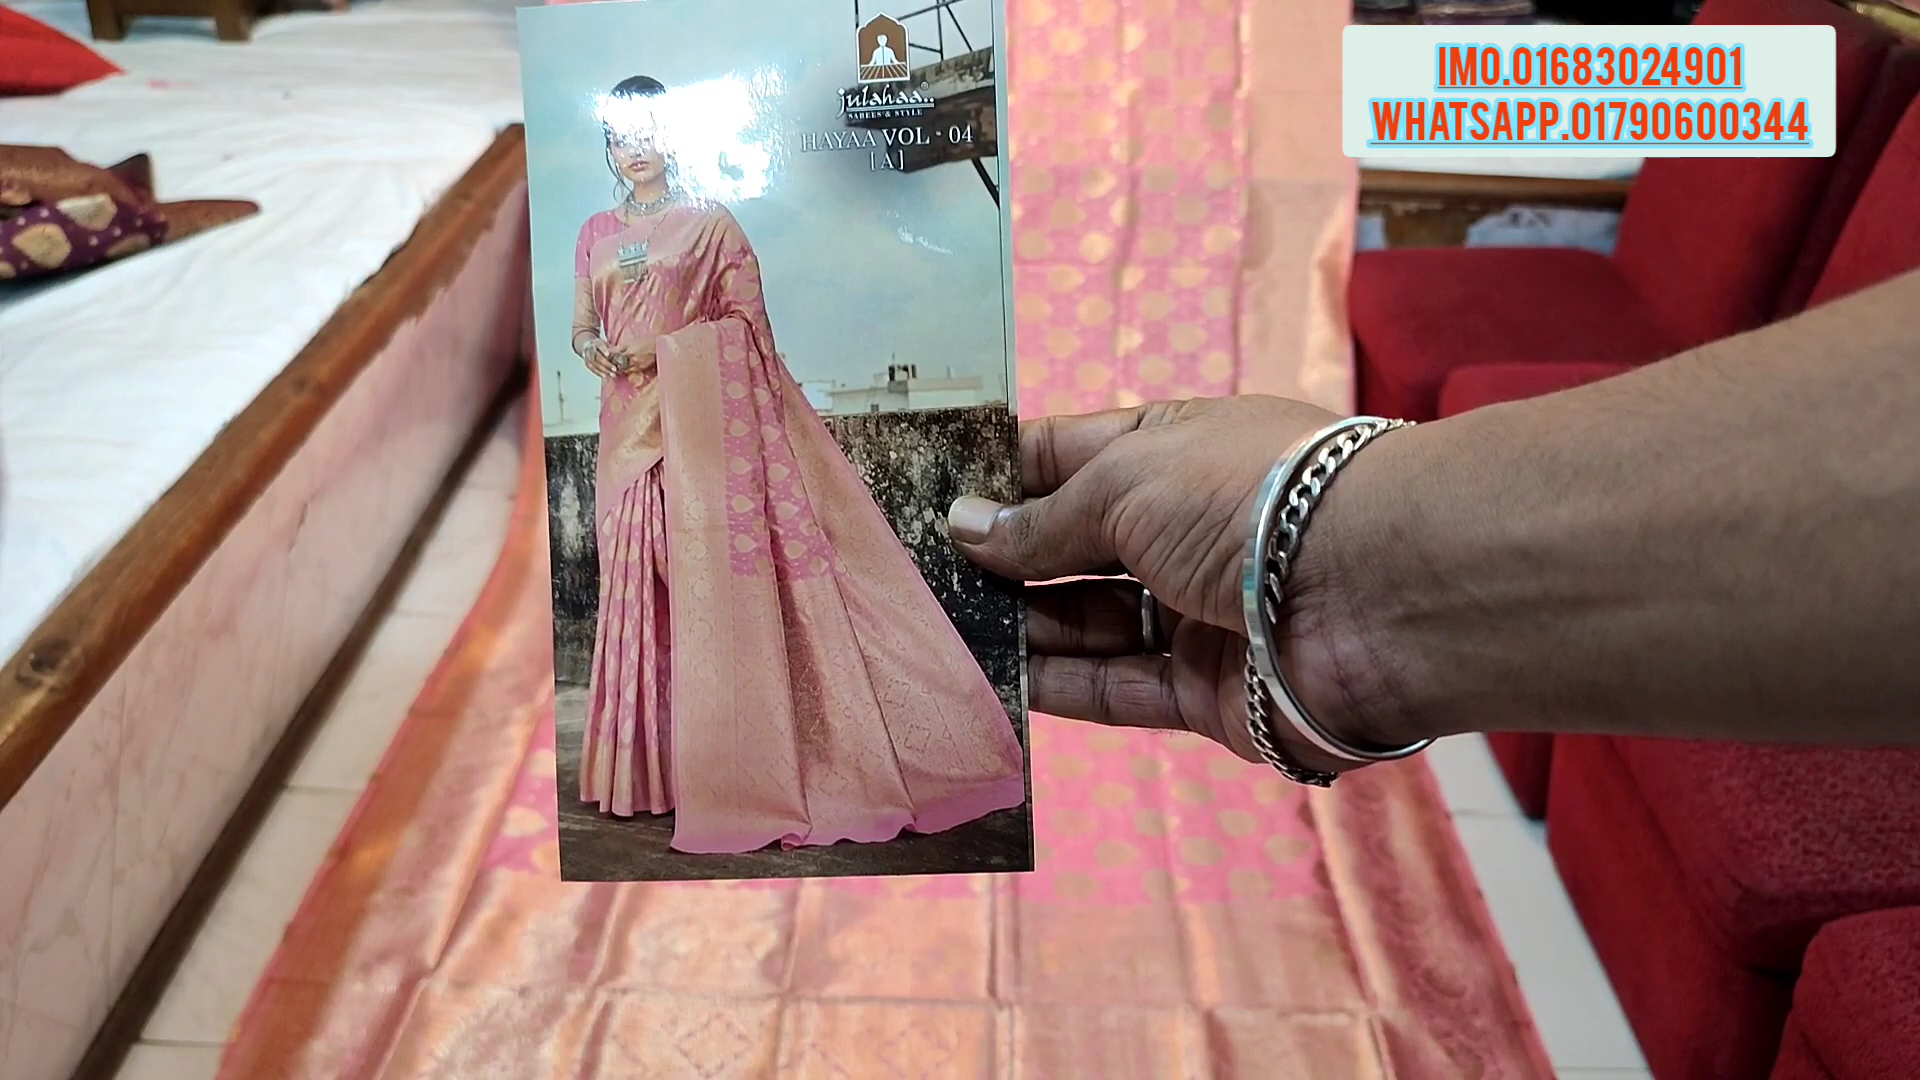 IMO.01683024901
WHATSAPP.01790600344
julahaa..
SAREES & STYLE
HAYAA VOL - 04
[A]